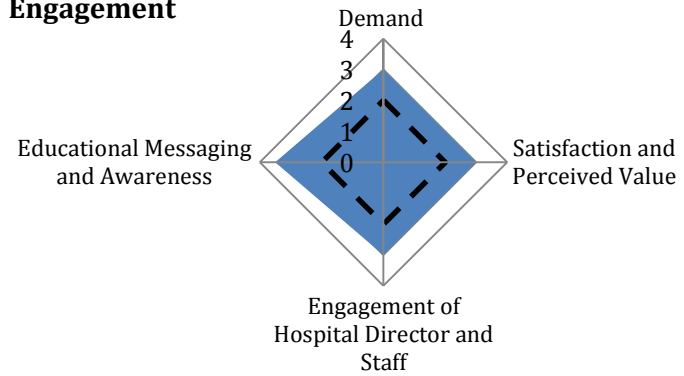 Engagement
Demand
4
3
2
1
0
Educational Messaging
and Awareness
Satisfaction and
Perceived Value
Engagement of
Hospital Director and
Staff